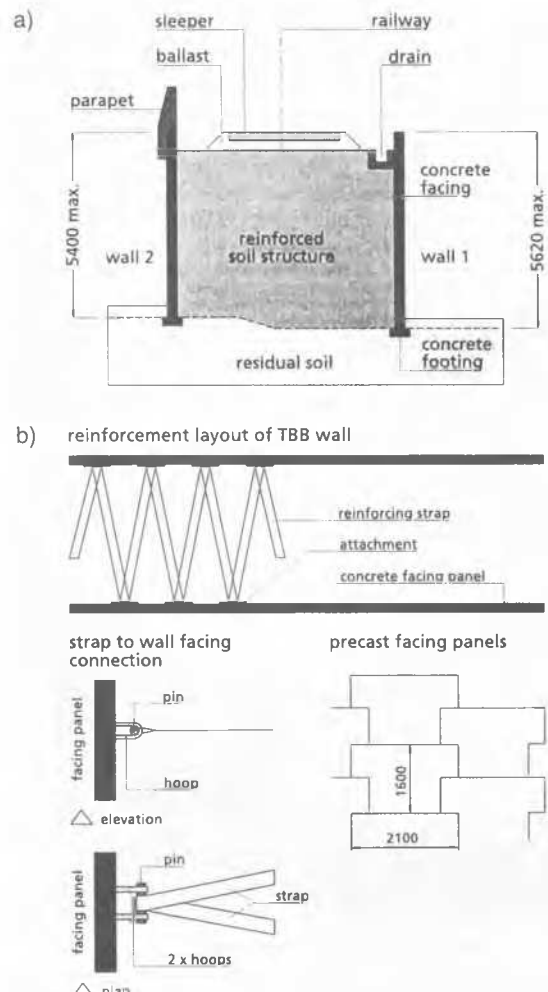 a)
sleeper
railway
ballast
drain
parapet
concrete
facing
5400 max.
wall 2
reinforced
soil structure
wall 1
5620 max.
residual soil
concrete
footing
b) reinforcement layout of TBB wall
reinforcing strap
attachment
concrete facing panel
strap to wall facing
connection
precast facing panels
facing panel
pin
hoop
elevation
1600
2100
facing panel
pin
strap
2 x hoops
plan